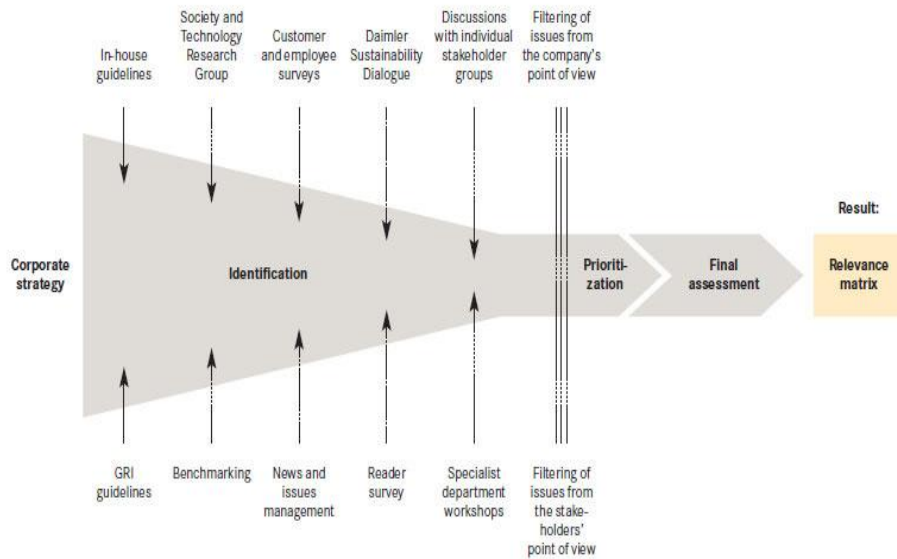 In-house
guidelines
Society and
Technology
Research
Group
Customer
and employee
surveys
Daimler
Sustainability
Dialogue
Discussions
with individual
stakeholder
groups
Filtering of
issues from
the company's
point of view
Corporate
strategy
Identification
Prioriti-
zation
Final
assessment
Result:
Relevance
matrix
GRI
guidelines
Benchmarking
News and
issues
management
Reader
survey
Specialist
department
workshops
Filtering of
issues from
the stake-
holders'
point of view